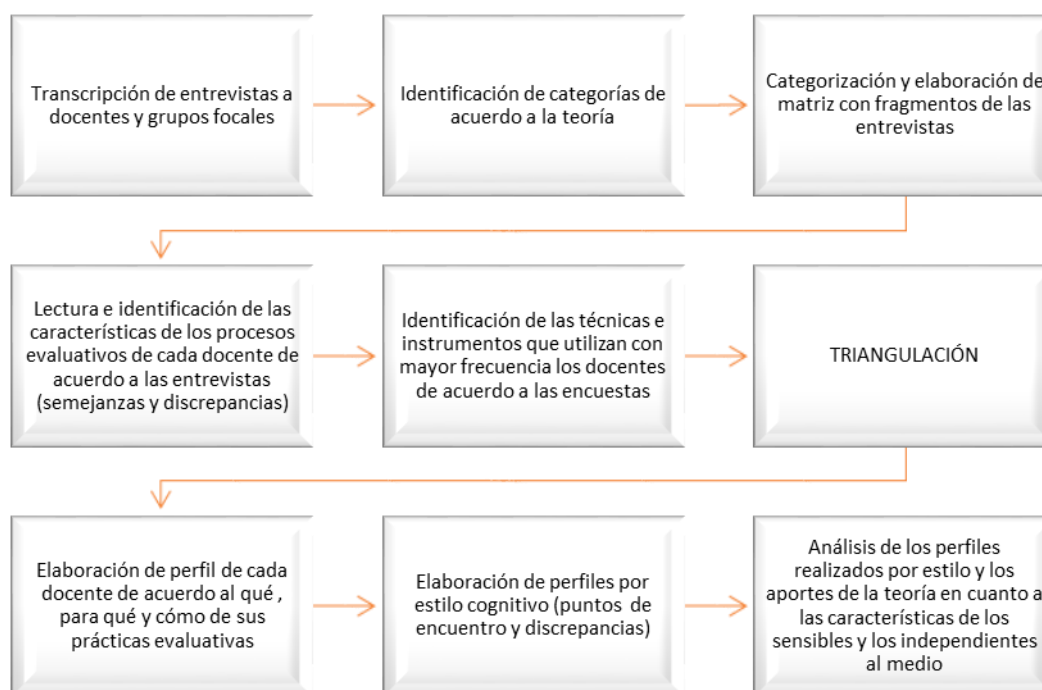 Transcripción de entrevistas a
docentes y grupos focales
Identificación de categorías de
acuerdo a la teoría
Categorización y elaboración de
matriz con fragmentos de las
entrevistas
Lectura e identificación de las
características de los procesos
evaluativos de cada docente de
acuerdo a las entrevistas
(semejanzas y discrepancias)
Identificación de las técnicas e
instrumentos que utilizan con
mayor frecuencia los docentes
de acuerdo a las encuestas
TRIANGULACIÓN
Elaboración de perfil de cada
docente de acuerdo al qué ,
para qué y cómo de sus
prácticas evaluativas
Elaboración de perfiles por
estilo cognitivo (puntos de
encuentro y discrepancias)
Análisis de los perfiles
realizados por estilo y los
aportes de la teoría en cuanto a
las características de los
sensibles y los independientes
al medio